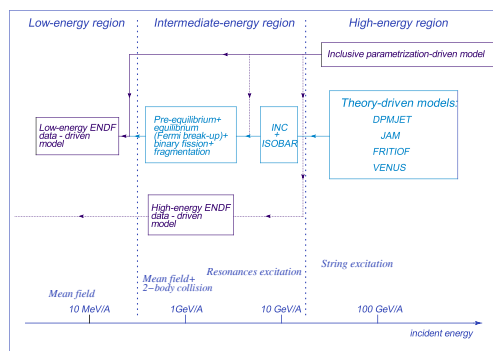 Low-energy region
Intermediate-energy region
High-energy region
Inclusive parametrization-driven model
Theory-driven models:
DPMJET
JAM
FRITIOF
VENUS
Low-energy ENDF
data - driven
model
Pre-equilibrium+
equilibrium
(Fermi break-up)+
binary fission+
fragmentation
INC
+
ISOBAR
High-energy ENDF
data - driven
model
Mean field
Mean field+
2-body collision
Resonances excitation
String excitation
10 MeV/A
1GeV/A
10 GeV/A
100 GeV/A
incident energy